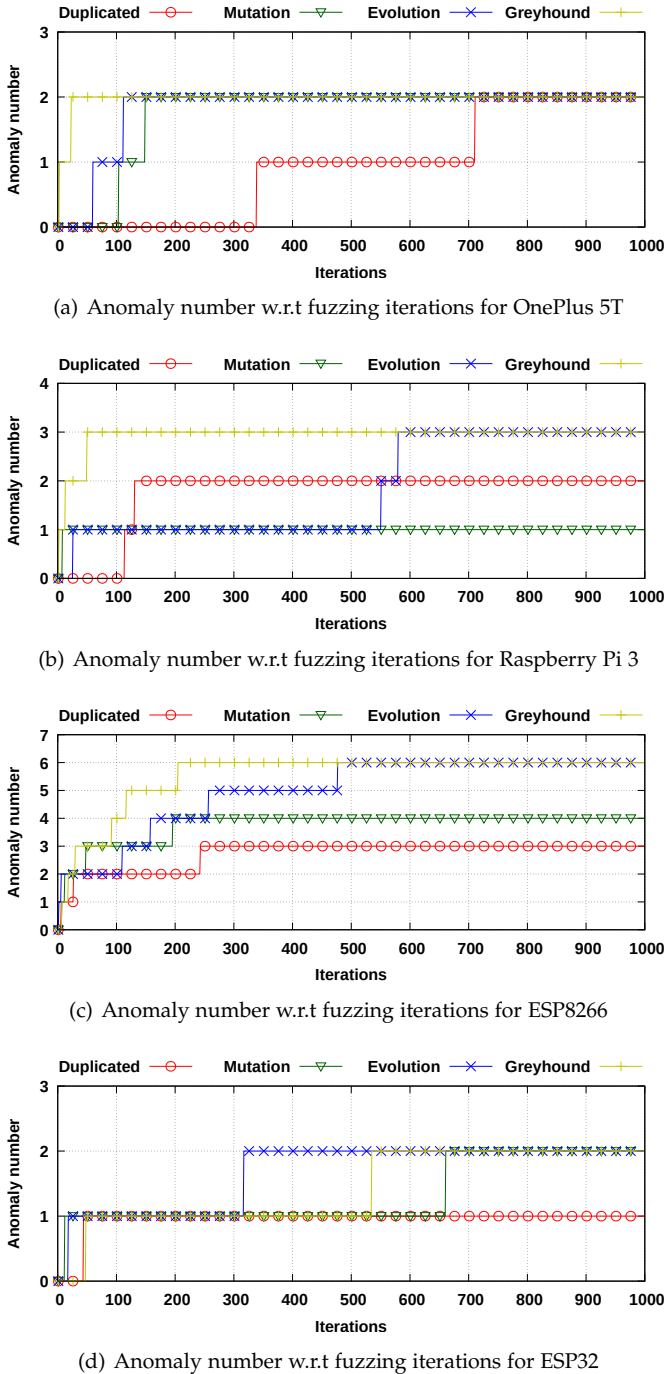 Duplicated Mutation Evolution Greyhound
3
2
1
0
Anomaly number
0 100 200 300 400 500 600 700 800 900 1000
Iterations
(a) Anomaly number w.r.t fuzzing iterations for OnePlus 5T
Duplicated Mutation Evolution Greyhound
4
3
2
1
0
Anomaly number
0 100 200 300 400 500 600 700 800 900 1000
Iterations
(b) Anomaly number w.r.t fuzzing iterations for Raspberry Pi 3
Duplicated Mutation Evolution Greyhound
7
6
5
4
3
2
1
0
Anomaly number
0 100 200 300 400 500 600 700 800 900 1000
Iterations
(c) Anomaly number w.r.t fuzzing iterations for ESP8266
Duplicated Mutation Evolution Greyhound
3
2
1
0
Anomaly number
0 100 200 300 400 500 600 700 800 900 1000
Iterations
(d) Anomaly number w.r.t fuzzing iterations for ESP32